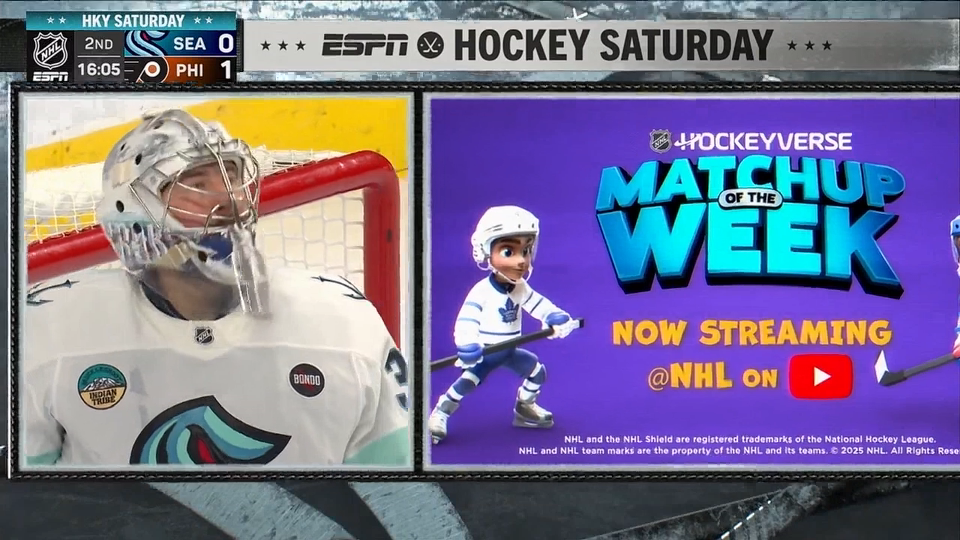 HKY SATURDAY
NHL
ESPN
2ND
16:05
SEA 0
PHI 1
ESPN HOCKEY SATURDAY
INDIAN
TRIBE
BONDO
NHL HOCKEYVERSE
MATCHUP
OF THE
WEEK
NOW STREAMING
@NHL ON
NHL and the NHL Shield are registered trademarks of the National Hockey League.
NHL and NHL team marks are the property of the NHL and its teams. © 2025 NHL. All Rights Rese